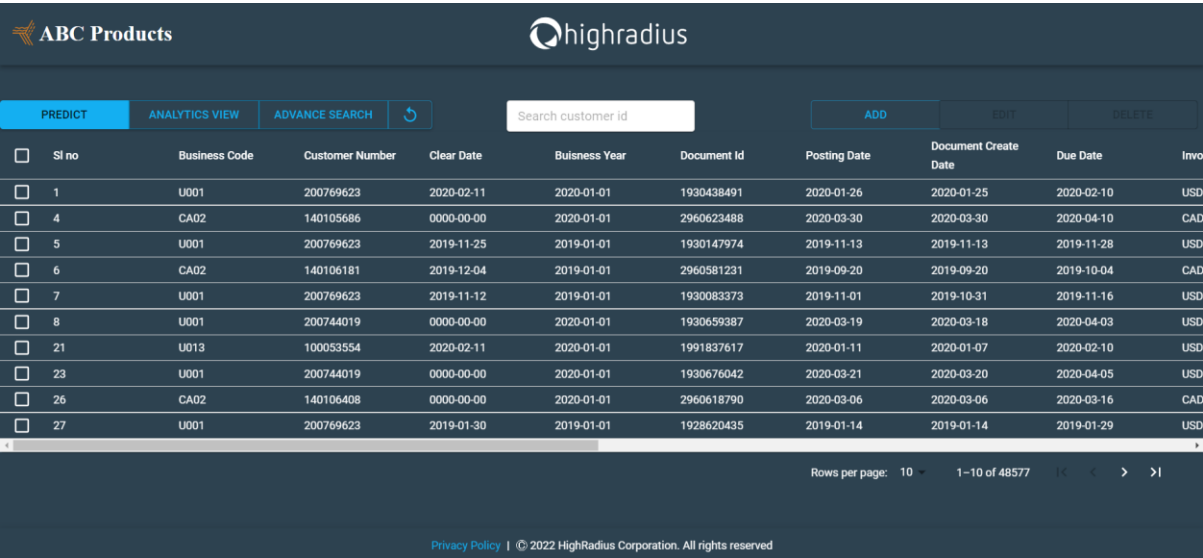 ABC Products
highradius
PREDICT ANALYTICS VIEW ADVANCE SEARCH Search customer id ADD EDIT DELETE
Sl no Business Code Customer Number Clear Date Buisness Year Document Id Posting Date Document Create Date Due Date Invo
1 U001 200769623 2020-02-11 2020-01-01 1930438491 2020-01-26 2020-01-25 2020-02-10 USD
4 CA02 140105686 0000-00-00 2020-01-01 2960623488 2020-03-30 2020-03-30 2020-04-10 CAD
5 U001 200769623 2019-11-25 2019-01-01 1930147974 2019-11-13 2019-11-13 2019-11-28 USD
6 CA02 140106181 2019-12-04 2019-01-01 2960581231 2019-09-20 2019-09-20 2019-10-04 CAD
7 U001 200769623 2019-11-12 2019-01-01 1930083373 2019-11-01 2019-10-31 2019-11-16 USD
8 U001 200744019 0000-00-00 2020-01-01 1930659387 2020-03-19 2020-03-18 2020-04-03 USD
21 U013 100053554 2020-02-11 2020-01-01 1991837617 2020-01-11 2020-01-07 2020-02-10 USD
23 U001 200744019 0000-00-00 2020-01-01 1930676042 2020-03-21 2020-03-20 2020-04-05 USD
26 CA02 140106408 0000-00-00 2020-01-01 2960618790 2020-03-06 2020-03-06 2020-03-16 CAD
27 U001 200769623 2019-01-30 2019-01-01 1928620435 2019-01-14 2019-01-14 2019-01-29 USD
Rows per page: 10 1–10 of 48577
Privacy Policy | © 2022 HighRadius Corporation. All rights reserved